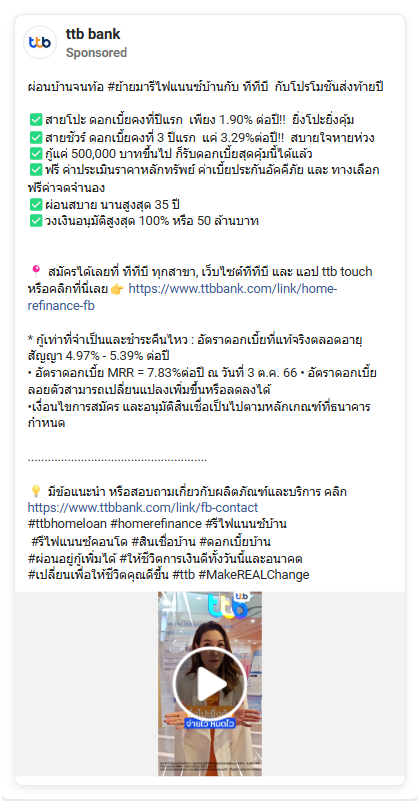 ttb
ttb bank
Sponsored
ผ่อนบ้านจนท้อ #ย้ายมารีไฟแนนซ์บ้านกับ ทีทีบี กับโปรโมชันส่งท้ายปี
✅ สายโปะ ดอกเบี้ยคงที่ปีแรก เพียง 1.90% ต่อปี!! ยิ่งโปะยิ่งคุ้ม
✅ สายชัวร์ ดอกเบี้ยคงที่ 3 ปีแรก แค่ 3.29%ต่อปี!! สบายใจหายห่วง
✅ กู้แค่ 500,000 บาทขึ้นไป ก็รับดอกเบี้ยสุดคุ้มนี้ได้แล้ว
✅ ฟรี ค่าประเมินราคาหลักทรัพย์ ค่าเบี้ยประกันอัคคีภัย และ ทางเลือก
ฟรีค่าจดจำนอง
✅ ผ่อนสบาย นานสูงสุด 35 ปี
✅ วงเงินอนุมัติสูงสุด 100% หรือ 50 ล้านบาท
📍 สมัครได้เลยที่ ทีทีบี ทุกสาขา, เว็บไซต์ทีทีบี และ แอป ttb touch
หรือคลิกที่นี่เลย 👉 https://www.ttbbank.com/link/home-
refinance-fb
* กู้เท่าที่จำเป็นและชำระคืนไหว : อัตราดอกเบี้ยที่แท้จริงตลอดอายุ
สัญญา 4.97% - 5.39% ต่อปี
• อัตราดอกเบี้ย MRR = 7.83%ต่อปี ณ วันที่ 3 ต.ค. 66 • อัตราดอกเบี้ย
ลอยตัวสามารถเปลี่ยนแปลงเพิ่มขึ้นหรือลดลงได้
•เงื่อนไขการสมัคร และอนุมัติสินเชื่อเป็นไปตามหลักเกณฑ์ที่ธนาคาร
กำหนด
......................................................
💡 มีข้อแนะนำ หรือสอบถามเกี่ยวกับผลิตภัณฑ์และบริการ คลิก
https://www.ttbbank.com/link/fb-contact
#ttbhomeloan #homerefinance #รีไฟแนนซ์บ้าน
#รีไฟแนนซ์คอนโด #สินเชื่อบ้าน #ดอกเบี้ยบ้าน
#ผ่อนอยู่กู้เพิ่มได้ #ให้ชีวิตการเงินดีทั้งวันนี้และอนาคต
#เปลี่ยนเพื่อให้ชีวิตคุณดีขึ้น #ttb #MakeREALChange
ttb
ttb
จ่ายไว หมดไว